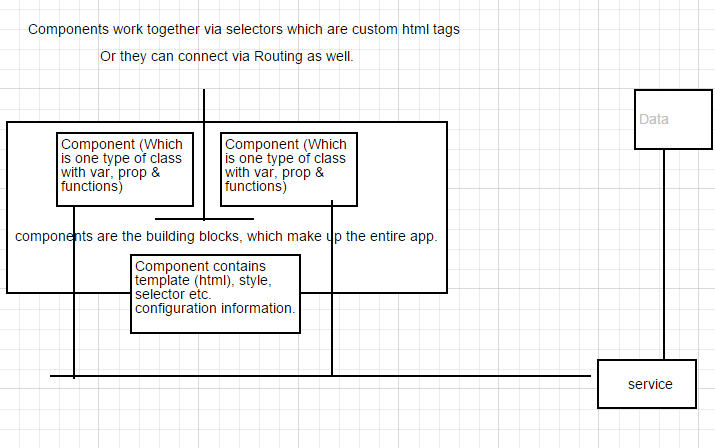 Components work together via selectors which are custom html tags
Or they can connect via Routing as well.
Component (Which
is one type of class
with var, prop &
functions)
Component (Which
is one type of class
with var, prop &
functions)
Data
components are the building blocks, which make up the entire app.
Component contains
template (html), style,
selector etc.
configuration information.
service